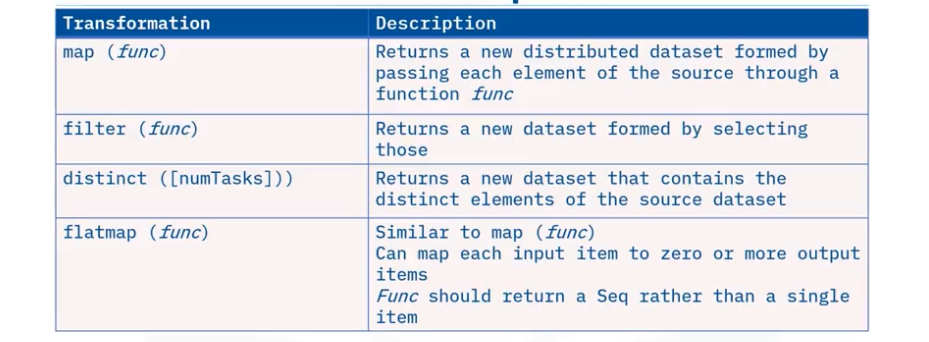 Transformation
Description
map (func)
Returns a new distributed dataset formed by
passing each element of the source through a
function func
filter (func)
Returns a new dataset formed by selecting
those
distinct ([numTasks]))
Returns a new dataset that contains the
distinct elements of the source dataset
flatmap (func)
Similar to map (func)
Can map each input item to zero or more output
items
Func should return a Seq rather than a single
item